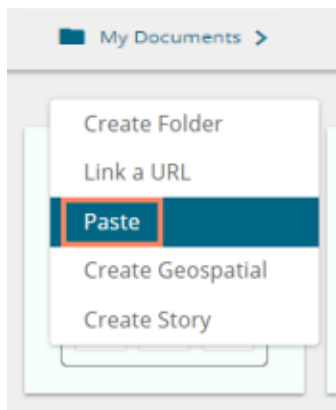 My Documents >
Create Folder
Link a URL
Paste
Create Geospatial
Create Story